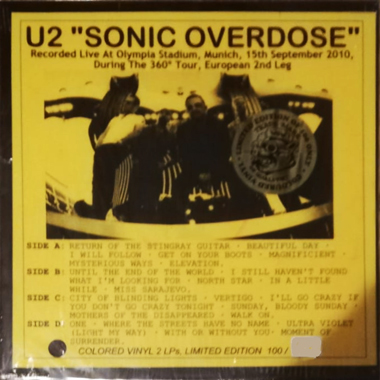 U2 "SONIC OVERDOSE"
Recorded Live At Olympia Stadium, Munich, 15th September 2010,
During The 360° Tour, European 2nd Leg
SIDE A: RETURN OF THE STINGRAY GUITAR · BEAUTIFUL DAY ·
I WILL FOLLOW · GET ON YOUR BOOTS · MAGNIFICENT ·
MYSTERIOUS WAYS · ELEVATION.
SIDE B: UNTIL THE END OF THE WORLD · I STILL HAVEN'T FOUND
WHAT I'M LOOKING FOR · NORTH STAR · IN A LITTLE
WHILE · MISS SARAJEVO.
SIDE C: CITY OF BLINDING LIGHTS · VERTIGO · I'LL GO CRAZY IF
YOU DON'T GO CRAZY TONIGHT · SUNDAY, BLOODY SUNDAY ·
MOTHERS OF THE DISAPPEARED · WALK ON.
SIDE D: ONE · WHERE THE STREETS HAVE NO NAME · ULTRA VIOLET
(LIGHT MY WAY) · WITH OR WITHOUT YOU· MOMENT OF
SURRENDER.
COLORED VINYL 2 LPs. LIMITED EDITION 100 /